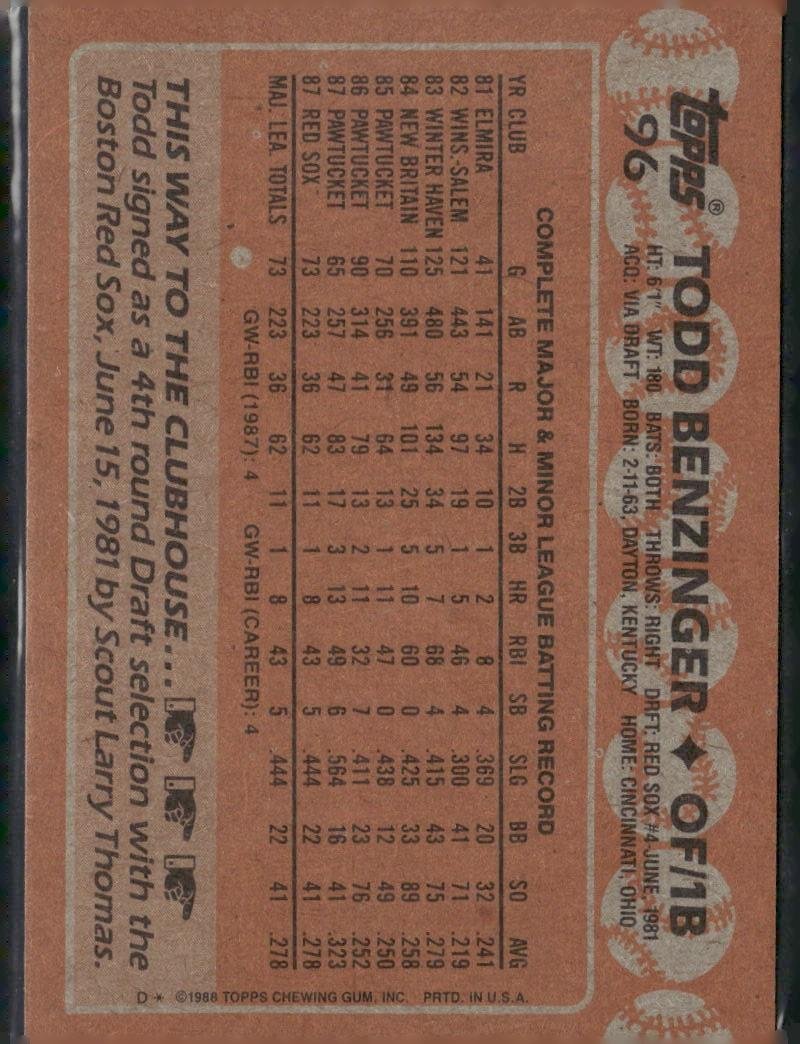 topps®
96
TODD BENZINGER ♦ OF/1B
HT: 6'1" WT: 180 BATS: BOTH THROWS: RIGHT DRFT: RED SOX #4-JUNE, 1981
ACQ: VIA DRAFT BORN: 2-11-63, DAYTON, KENTUCKY HOME: CINCINNATI, OHIO
COMPLETE MAJOR & MINOR LEAGUE BATTING RECORD
YR CLUB G AB R H 2B 3B HR RBI SB SLG BB SO AVG
81 ELMIRA 41 141 21 34 10 1 2 8 4 .369 20 32 .241
82 WINS.-SALEM 121 443 54 97 19 1 5 46 4 .300 41 71 .219
83 WINTER HAVEN 125 480 56 134 34 5 7 68 4 .415 43 75 .279
84 NEW BRITAIN 110 391 49 101 25 5 10 60 0 .425 33 89 .258
85 PAWTUCKET 70 256 31 64 13 1 11 47 0 .438 12 49 .250
86 PAWTUCKET 90 314 41 79 13 2 11 32 7 .411 23 76 .252
87 PAWTUCKET 65 257 47 83 17 3 13 49 6 .564 16 41 .323
87 RED SOX 73 223 36 62 11 1 8 43 5 .444 22 41 .278
MAJ. LEA. TOTALS 73 223 36 62 11 1 8 43 5 .444 22 41 .278
GW-RBI (1987): 4 GW-RBI (CAREER): 4
THIS WAY TO THE CLUBHOUSE...
Todd signed as a 4th round Draft selection with the
Boston Red Sox, June 15, 1981 by Scout Larry Thomas.
D* ©1988 TOPPS CHEWING GUM, INC. PRTD. IN U.S.A.